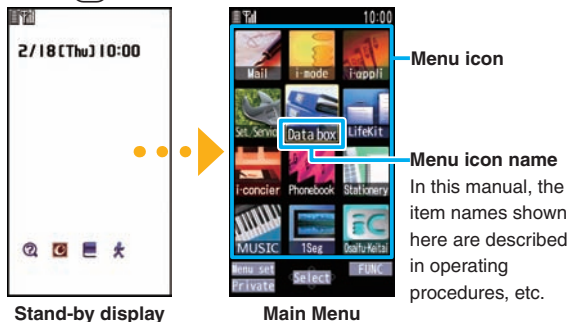 2/18[Thu]10:00
Stand-by display
10:00
Mail i-mode i-αppli
Set./Service Data box LifeKit
i-concier Phonebook Stationery
MUSIC 1Seg Osaifu-Keitai
Menu set Select FUNC
Private
Main Menu
Menu icon
Menu icon name
In this manual, the
item names shown
here are described
in operating
procedures, etc.